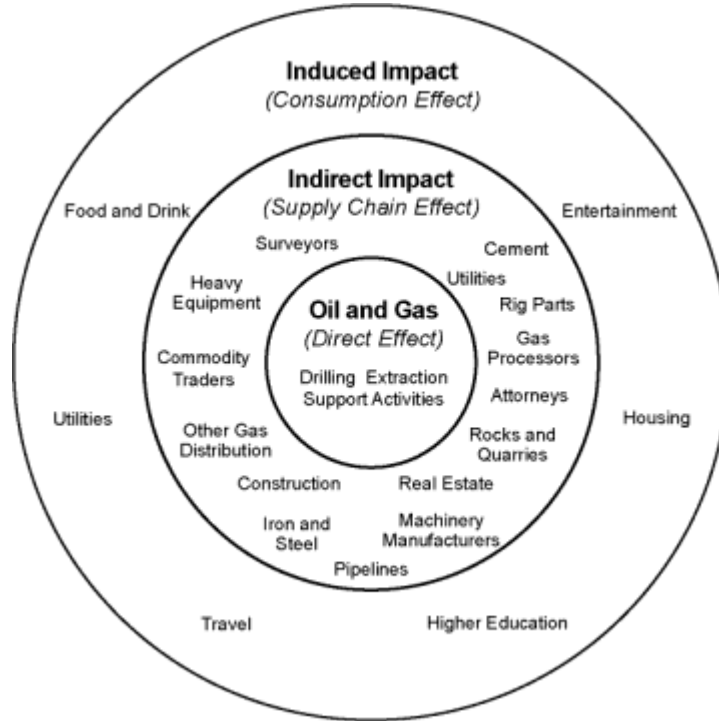 Induced Impact
(Consumption Effect)
Indirect Impact
(Supply Chain Effect)
Food and Drink
Entertainment
Surveyors
Cement
Utilities
Heavy
Equipment
Rig Parts
Oil and Gas
(Direct Effect)
Gas
Processors
Commodity
Traders
Drilling Extraction
Support Activities
Attorneys
Utilities
Housing
Other Gas
Distribution
Rocks and
Quarries
Construction
Real Estate
Iron and
Steel
Machinery
Manufacturers
Pipelines
Travel
Higher Education